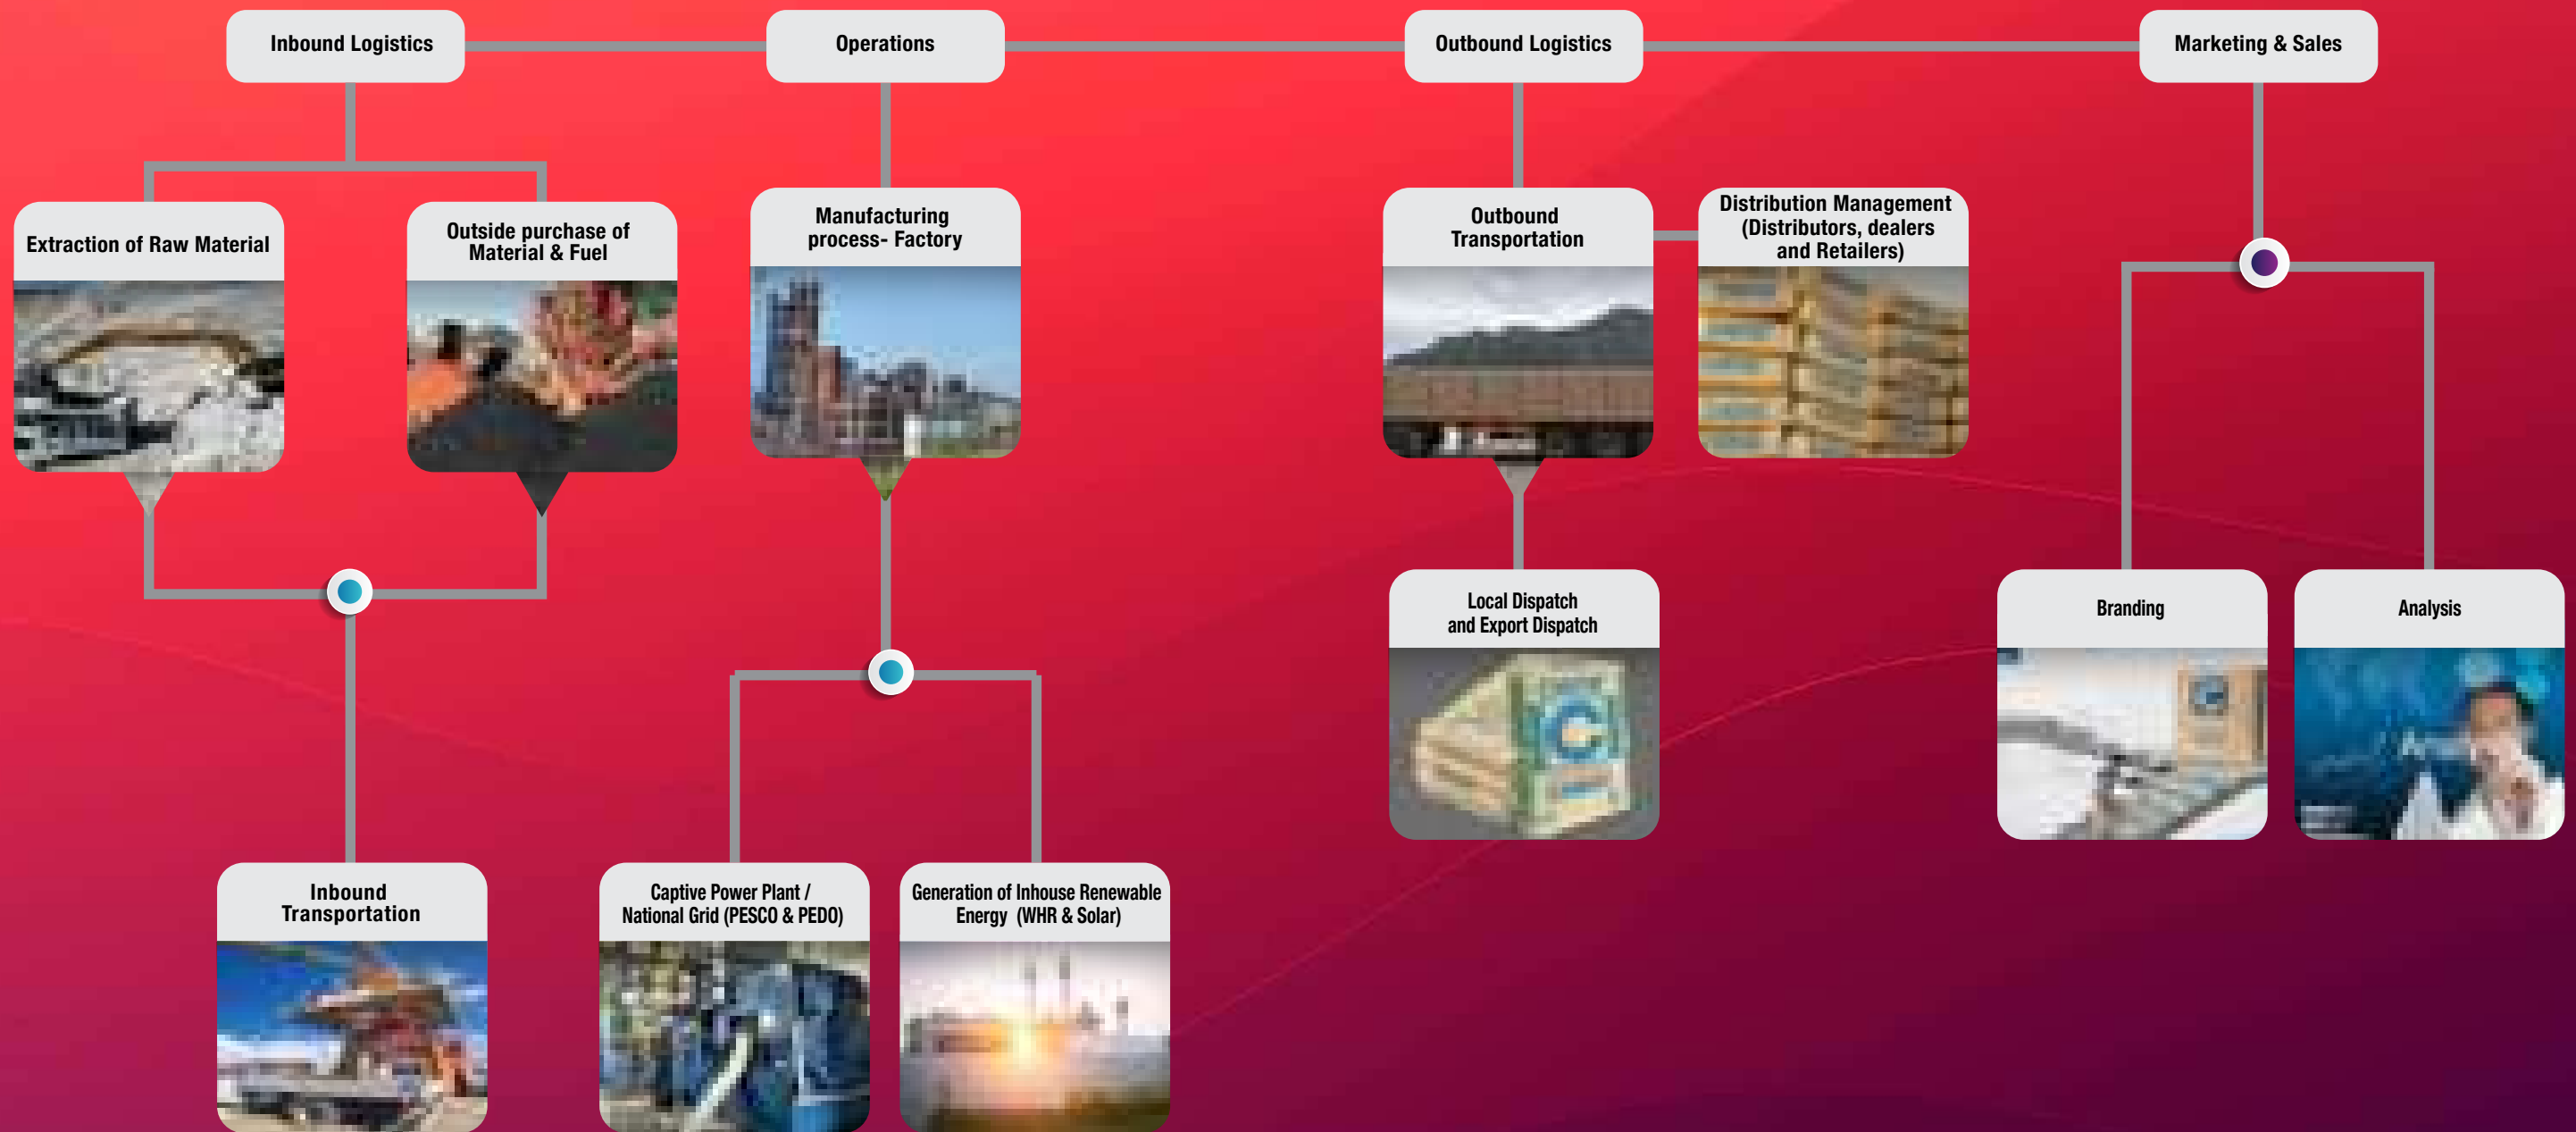 Inbound Logistics
Operations
Outbound Logistics
Marketing & Sales
Extraction of Raw Material
Outside purchase of
Material & Fuel
Manufacturing
process- Factory
Outbound
Transportation
Distribution Management
(Distributors, dealers
and Retailers)
Local Dispatch
and Export Dispatch
Branding
Analysis
Inbound
Transportation
Captive Power Plant /
National Grid (PESCO & PEDO)
Generation of Inhouse Renewable
Energy (WHR & Solar)